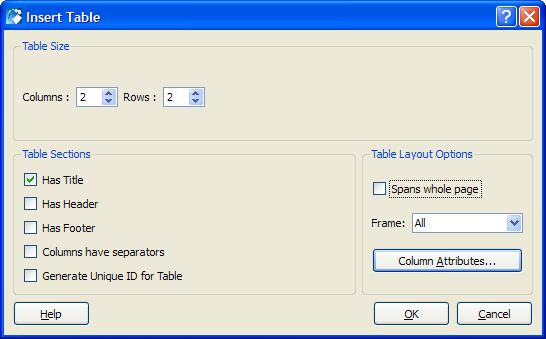 Insert Table
?
Table Size
Columns : 2 Rows : 2
Table Sections
Has Title
Has Header
Has Footer
Columns have separators
Generate Unique ID for Table
Table Layout Options
Spans whole page
Frame: All
Column Attributes...
Help
OK
Cancel